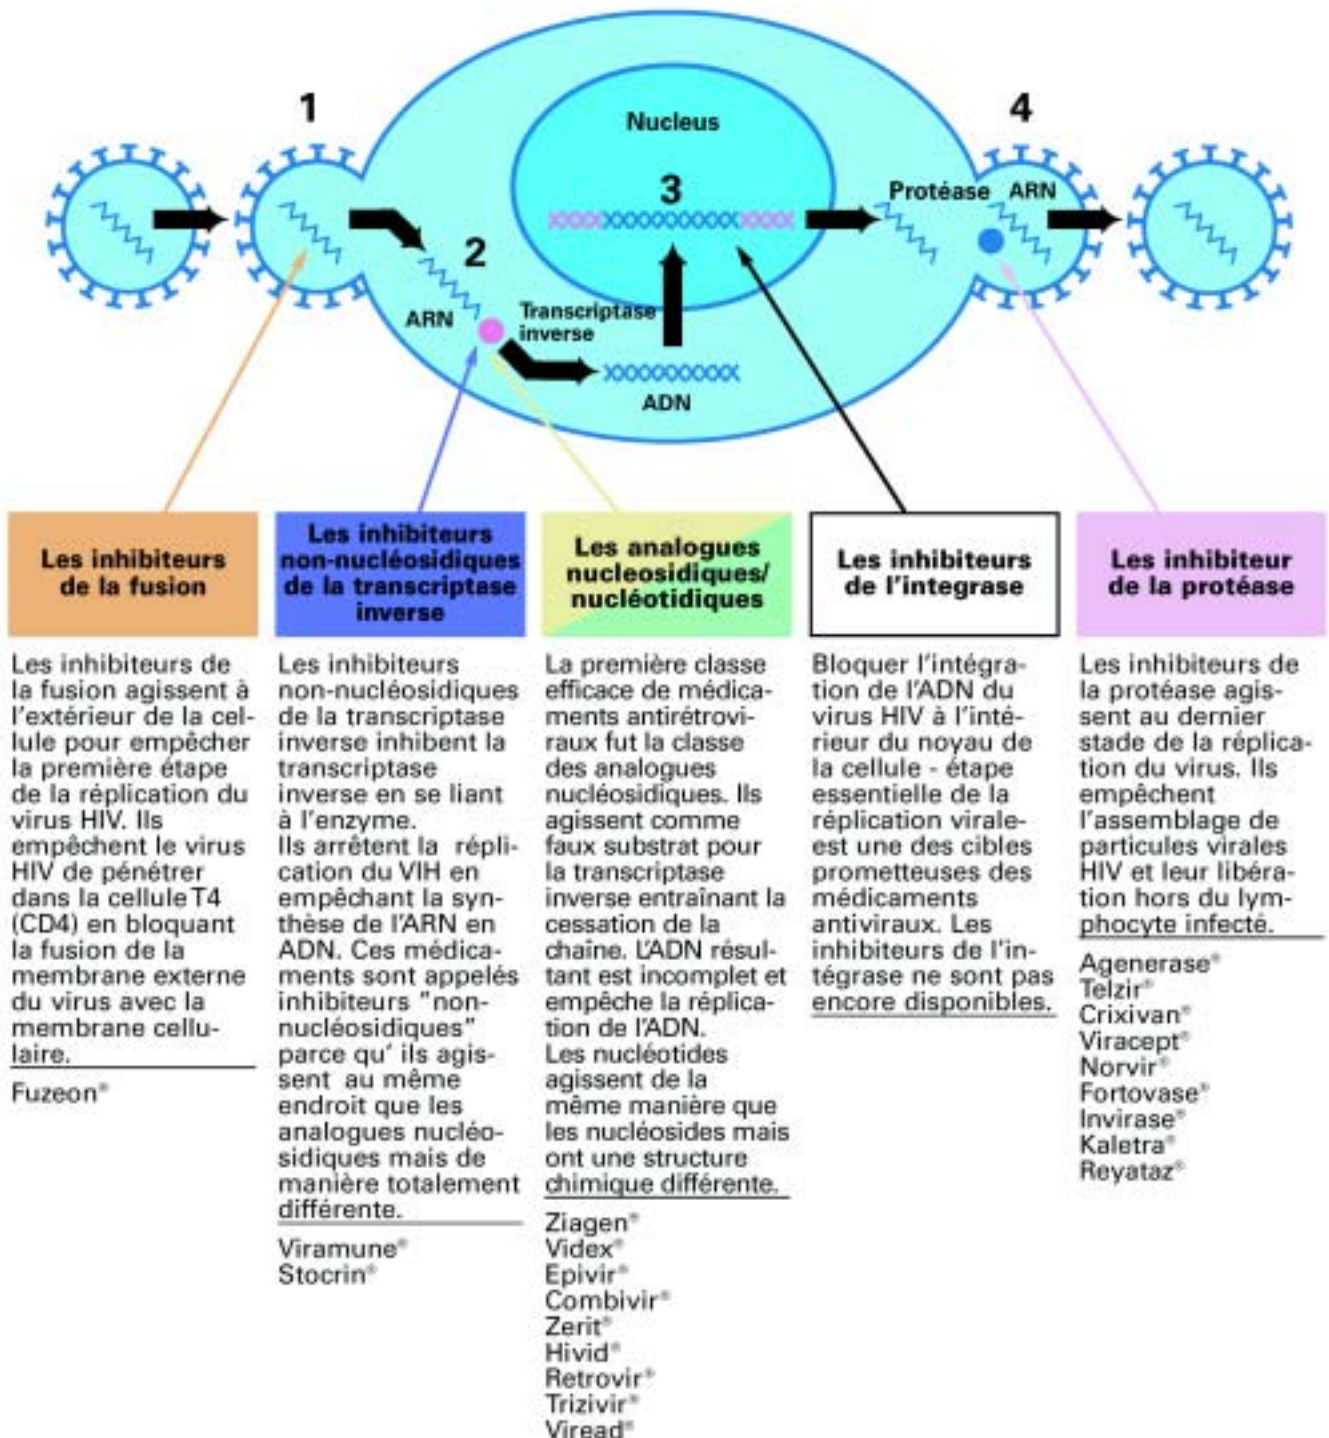 1
4
Nucleus
3
Protéase
ARN
2
ARN
Transcriptase
inverse
ADN
Les inhibiteurs
de la fusion
Les inhibiteurs de
la fusion agissent à
l'extérieur de la cel-
lule pour empêcher
la première étape
de la réplication du
virus HIV. Ils
empêchent le virus
HIV de pénétrer
dans la cellule T4
(CD4) en bloquant
la fusion de la
membrane externe
du virus avec la
membrane cellu-
laire.
Fuzeon®
Les inhibiteurs
non-nucléosidiques
de la transcriptase
inverse
Les inhibiteurs
non-nucléosidiques
de la transcriptase
inverse inhibent la
transcriptase
inverse en se liant
à l'enzyme.
Ils arrêtent la répli-
cation du VIH en
empêchant la syn-
thèse de l'ARN en
ADN. Ces médica-
ments sont appelés
inhibiteurs "non-
nucléosidiques"
parce qu' ils agis-
sent au même
endroit que les
analogues nucléo-
sidiques mais de
manière totalement
différente.
Viramune®
Stocrin®
Les analogues
nucleosidiques/
nucléotidiques
La première classe
efficace de médica-
ments antirétrovi-
raux fut la classe
des analogues
nucléosidiques. Ils
agissent comme
faux substrat pour
la transcriptase
inverse entraînant la
cessation de la
chaîne. L'ADN résul-
tant est incomplet et
empêche la réplica-
tion de l'ADN.
Les nucléotides
agissent de la
même manière que
les nucléosides mais
ont une structure
chimique différente.
Ziagen®
Videx®
Epivir®
Combivir®
Zerit®
Hivid®
Retrovir®
Trizivir®
Viread®
Les inhibiteurs
de l'integrase
Bloquer l'intégra-
tion de l'ADN du
virus HIV à l'inté-
rieur du noyau de
la cellule - étape
essentielle de la
réplication virale-
est une des cibles
prometteuses des
médicaments
antiviraux. Les
inhibiteurs de l'in-
tégrase ne sont pas
encore disponibles.
Les inhibiteur
de la protéase
Les inhibiteurs de
la protéase agis-
sent au dernier
stade de la réplica-
tion du virus. Ils
empêchent
l'assemblage de
particules virales
HIV et leur libéra-
tion hors du lym-
phocyte infecté.
Agenerase®
Telzir®
Crixivan®
Viracept®
Norvir®
Fortovase®
Invirase®
Kaletra®
Reyataz®